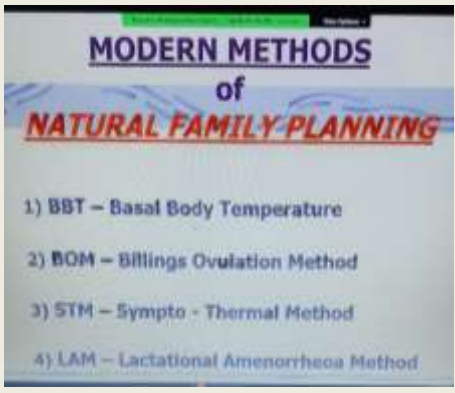 MODERN METHODS
of
NATURAL FAMILY PLANNING
1) BBT – Basal Body Temperature
2) BOM – Billings Ovulation Method
3) STM – Sympto - Thermal Method
4) LAM – Lactational Amenorrheoa Method